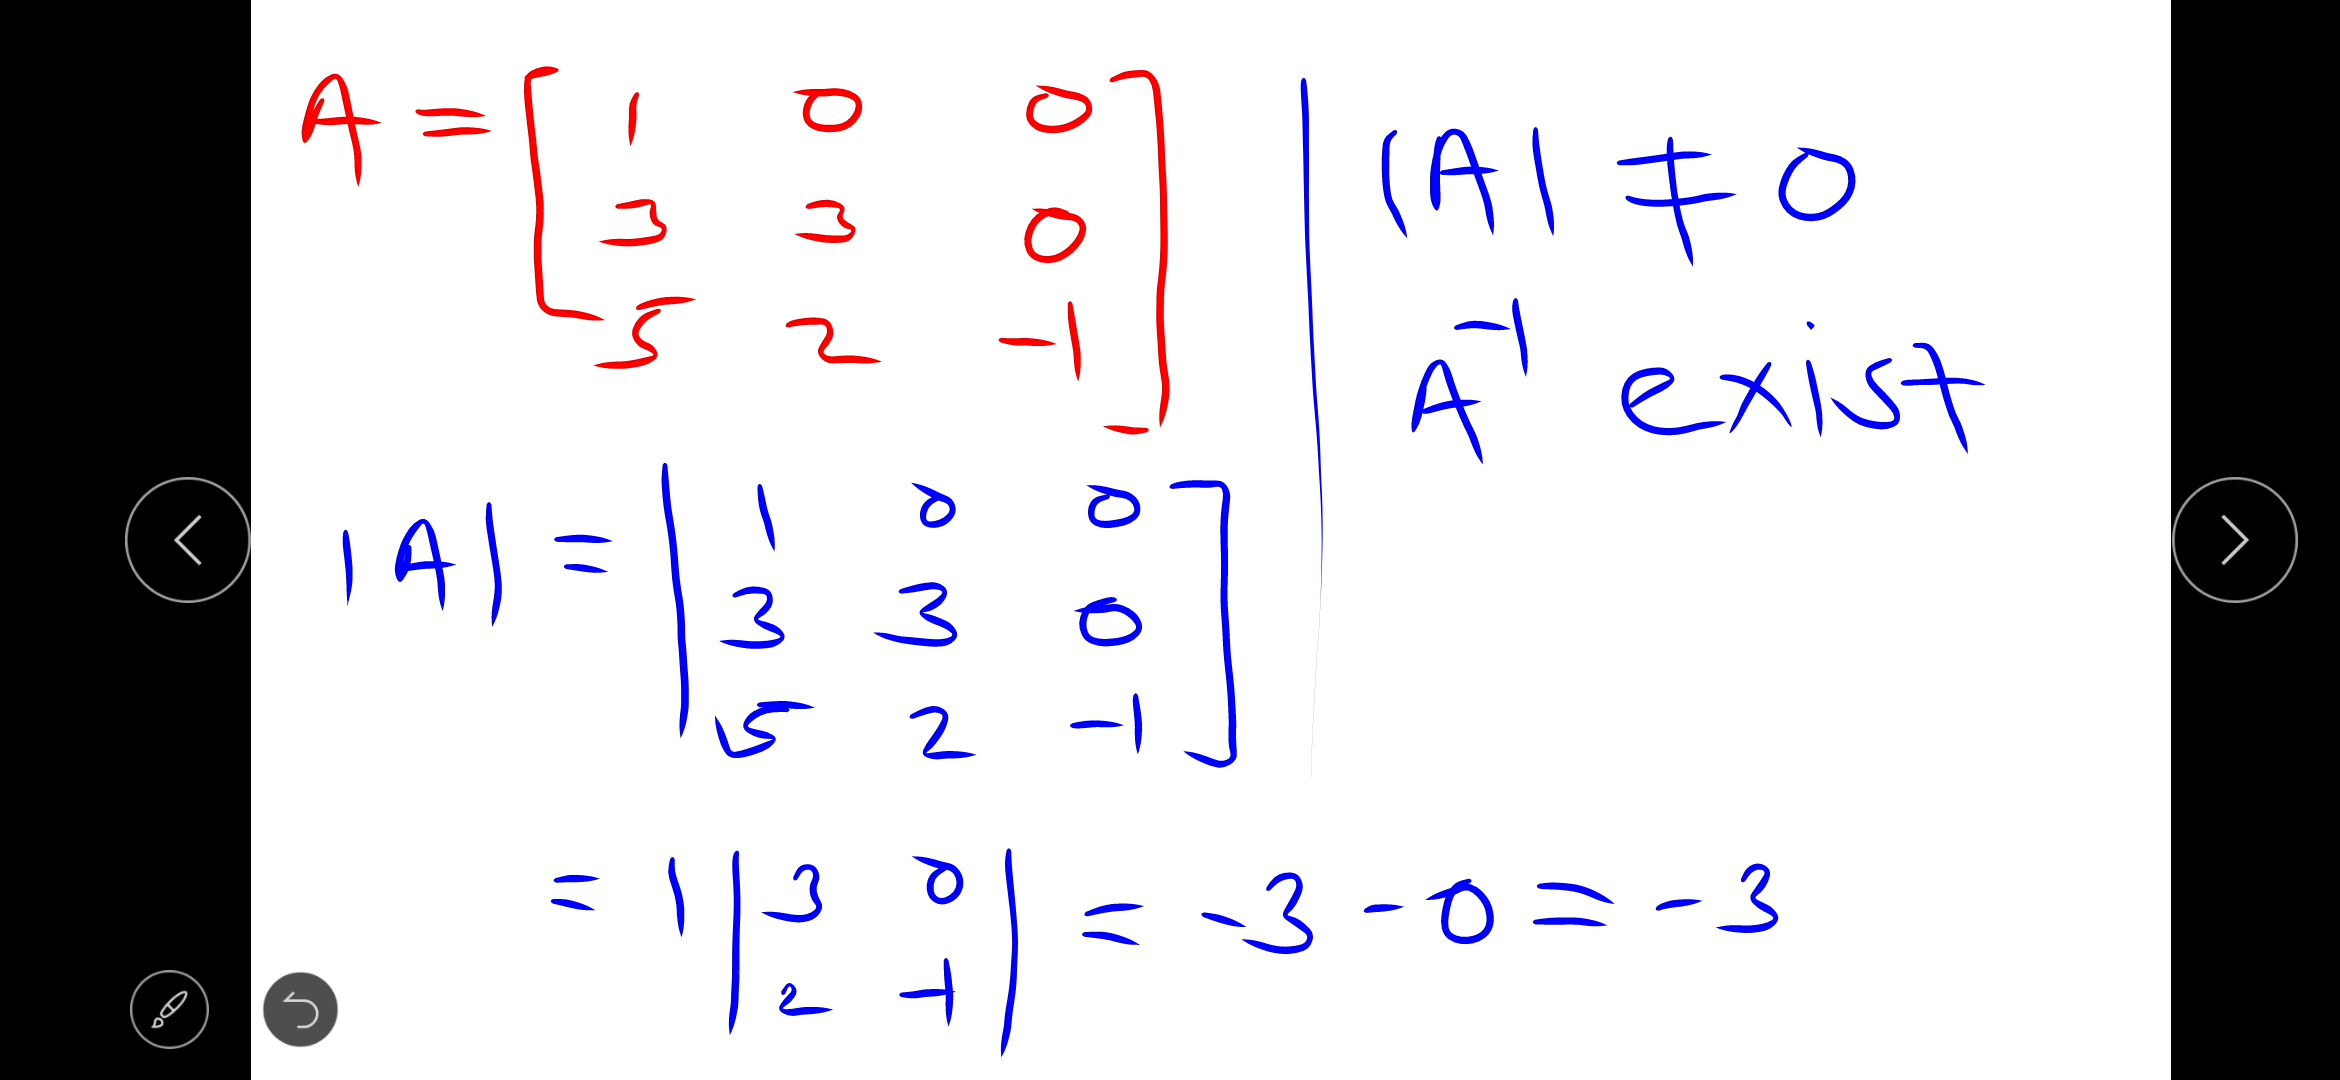 A = [ 1 0 0
3 3 0
5 2 -1 ]
|A| = | 1 0 0
3 3 0
5 2 -1 ]
= 1 | 3 0
2 -1 | = -3 - 0 = -3
|A| ≠ 0
A⁻¹ exist